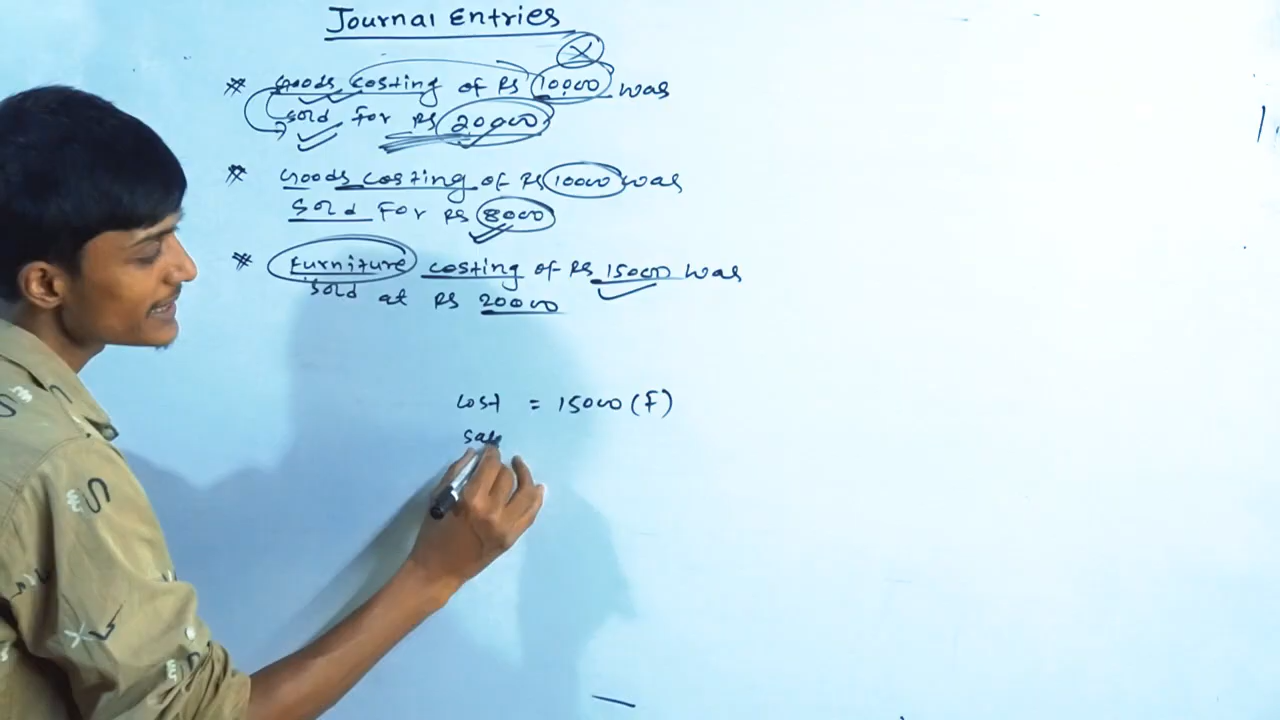 Journal Entries
X
* Goods costing of Rs 10000 was
sold for Rs 20000
* Goods costing of Rs 10000 was
sold for Rs 8000
* Furniture costing of Rs 15000 was
sold at Rs 20000
cost = 15000 (F)
sale